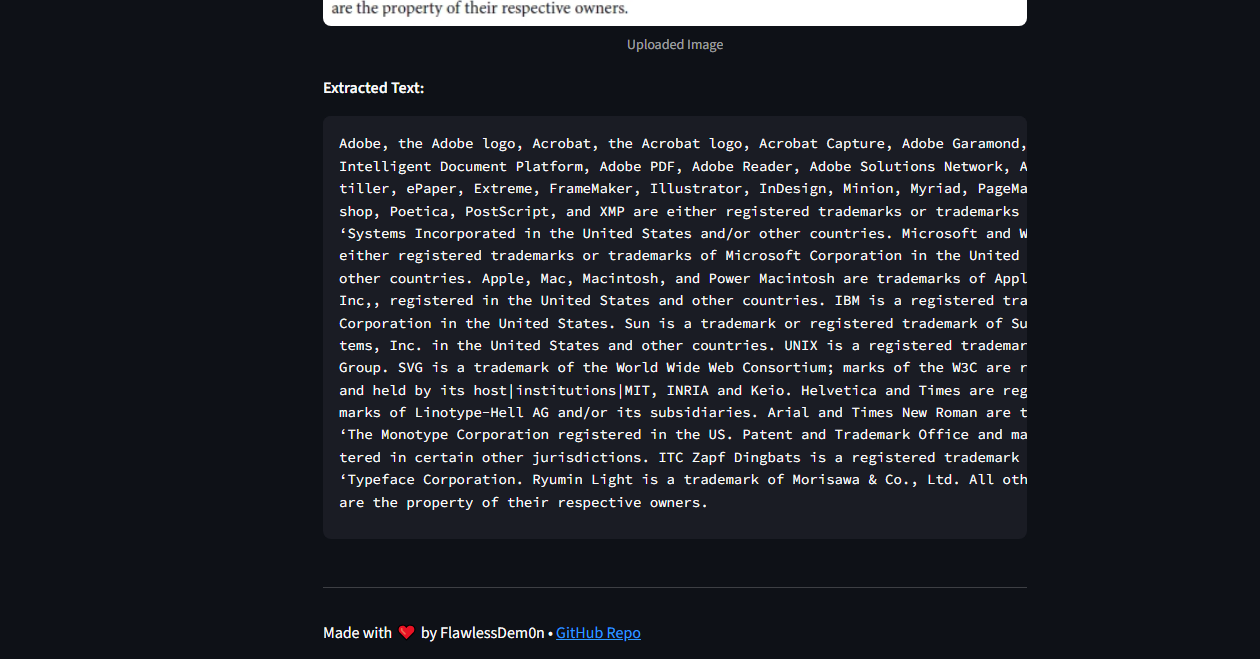 are the property of their respective owners.
Uploaded Image
Extracted Text:
Adobe, the Adobe logo, Acrobat, the Acrobat logo, Acrobat Capture, Adobe Garamond,
Intelligent Document Platform, Adobe PDF, Adobe Reader, Adobe Solutions Network, A
tiller, ePaper, Extreme, FrameMaker, Illustrator, InDesign, Minion, Myriad, PageMa
shop, Poetica, PostScript, and XMP are either registered trademarks or trademarks
‘Systems Incorporated in the United States and/or other countries. Microsoft and W
either registered trademarks or trademarks of Microsoft Corporation in the United
other countries. Apple, Mac, Macintosh, and Power Macintosh are trademarks of Appl
Inc,, registered in the United States and other countries. IBM is a registered tra
Corporation in the United States. Sun is a trademark or registered trademark of Su
tems, Inc. in the United States and other countries. UNIX is a registered trademar
Group. SVG is a trademark of the World Wide Web Consortium; marks of the W3C are r
and held by its host|institutions|MIT, INRIA and Keio. Helvetica and Times are reg
marks of Linotype-Hell AG and/or its subsidiaries. Arial and Times New Roman are t
‘The Monotype Corporation registered in the US. Patent and Trademark Office and ma
tered in certain other jurisdictions. ITC Zapf Dingbats is a registered trademark
‘Typeface Corporation. Ryumin Light is a trademark of Morisawa & Co., Ltd. All oth
are the property of their respective owners.
Made with ❤️ by FlawlessDem0n • GitHub Repo